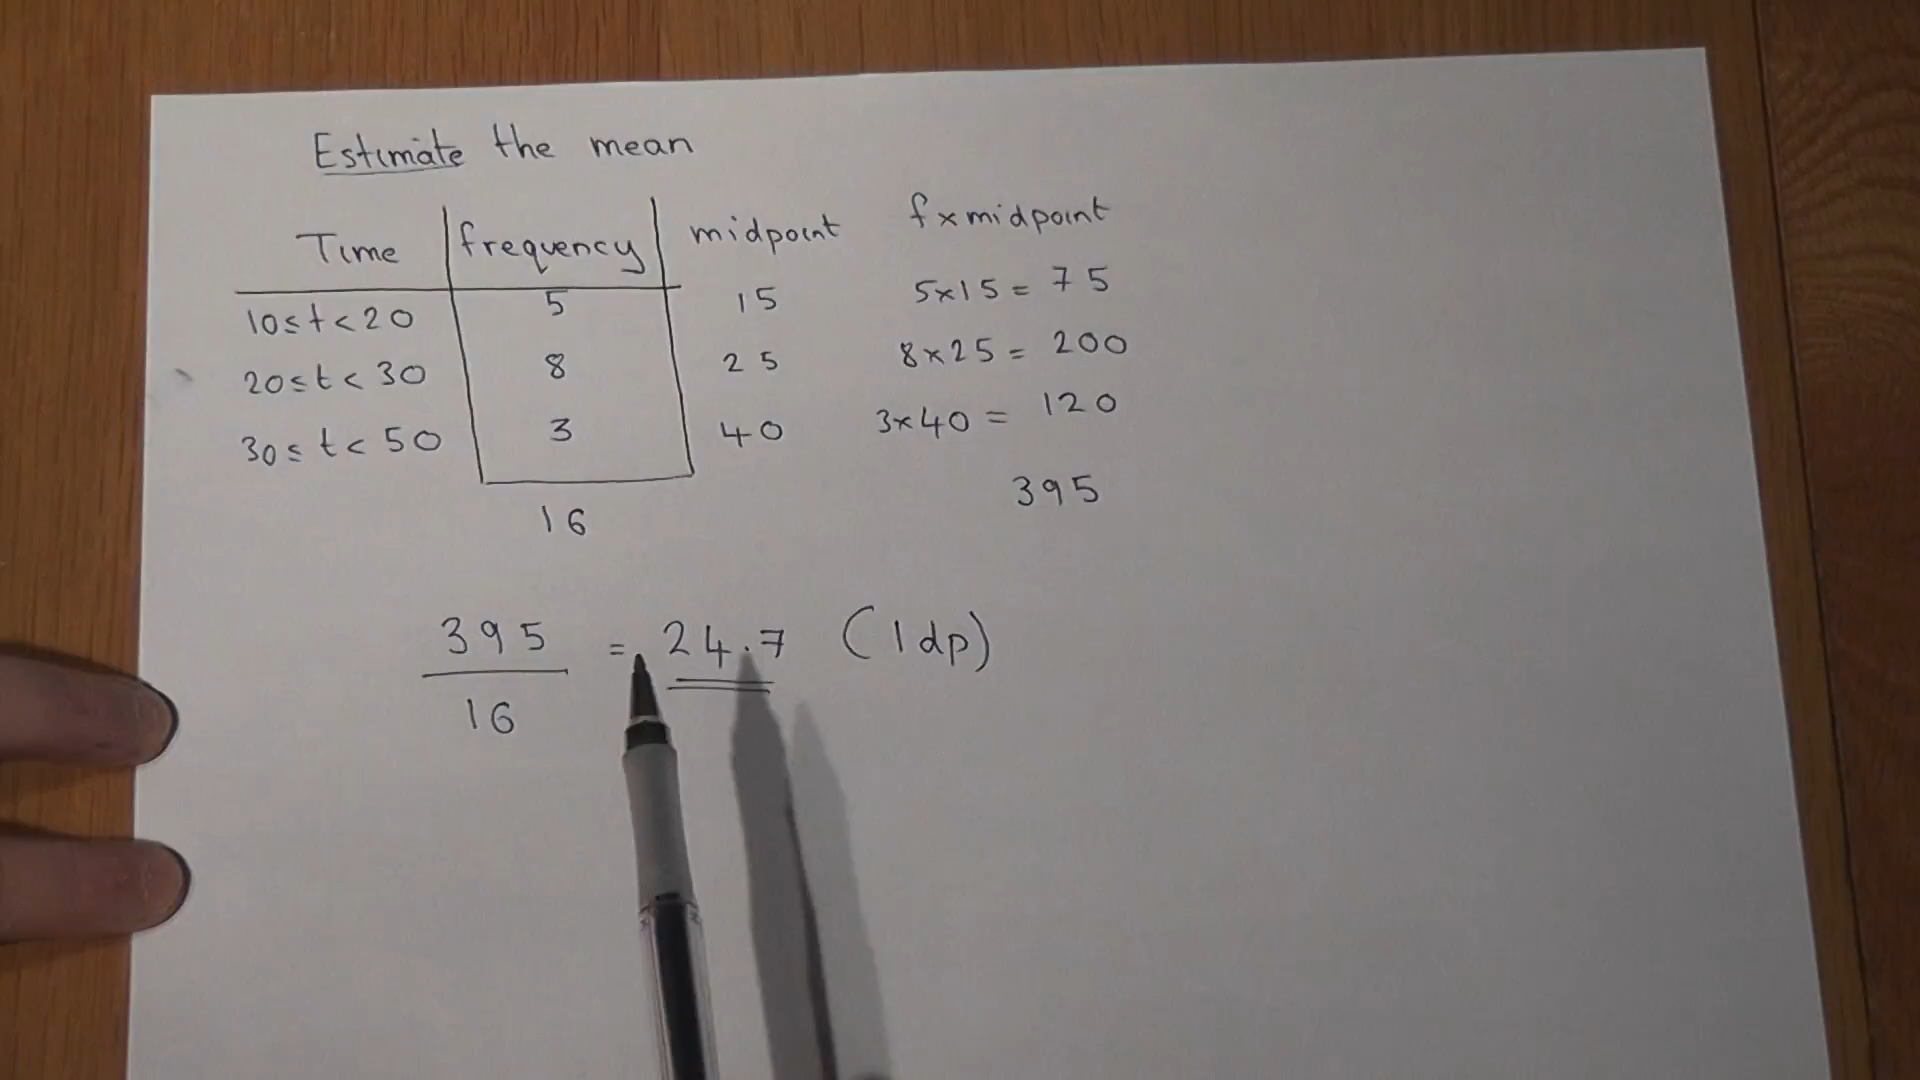 Estimate the mean
Time frequency midpoint f×midpoint
10≤t<20 5 15 5×15 = 75
20≤t<30 8 25 8×25 = 200
30≤t<50 3 40 3×40 = 120
16 395
395 = 24.7 (1dp)
16